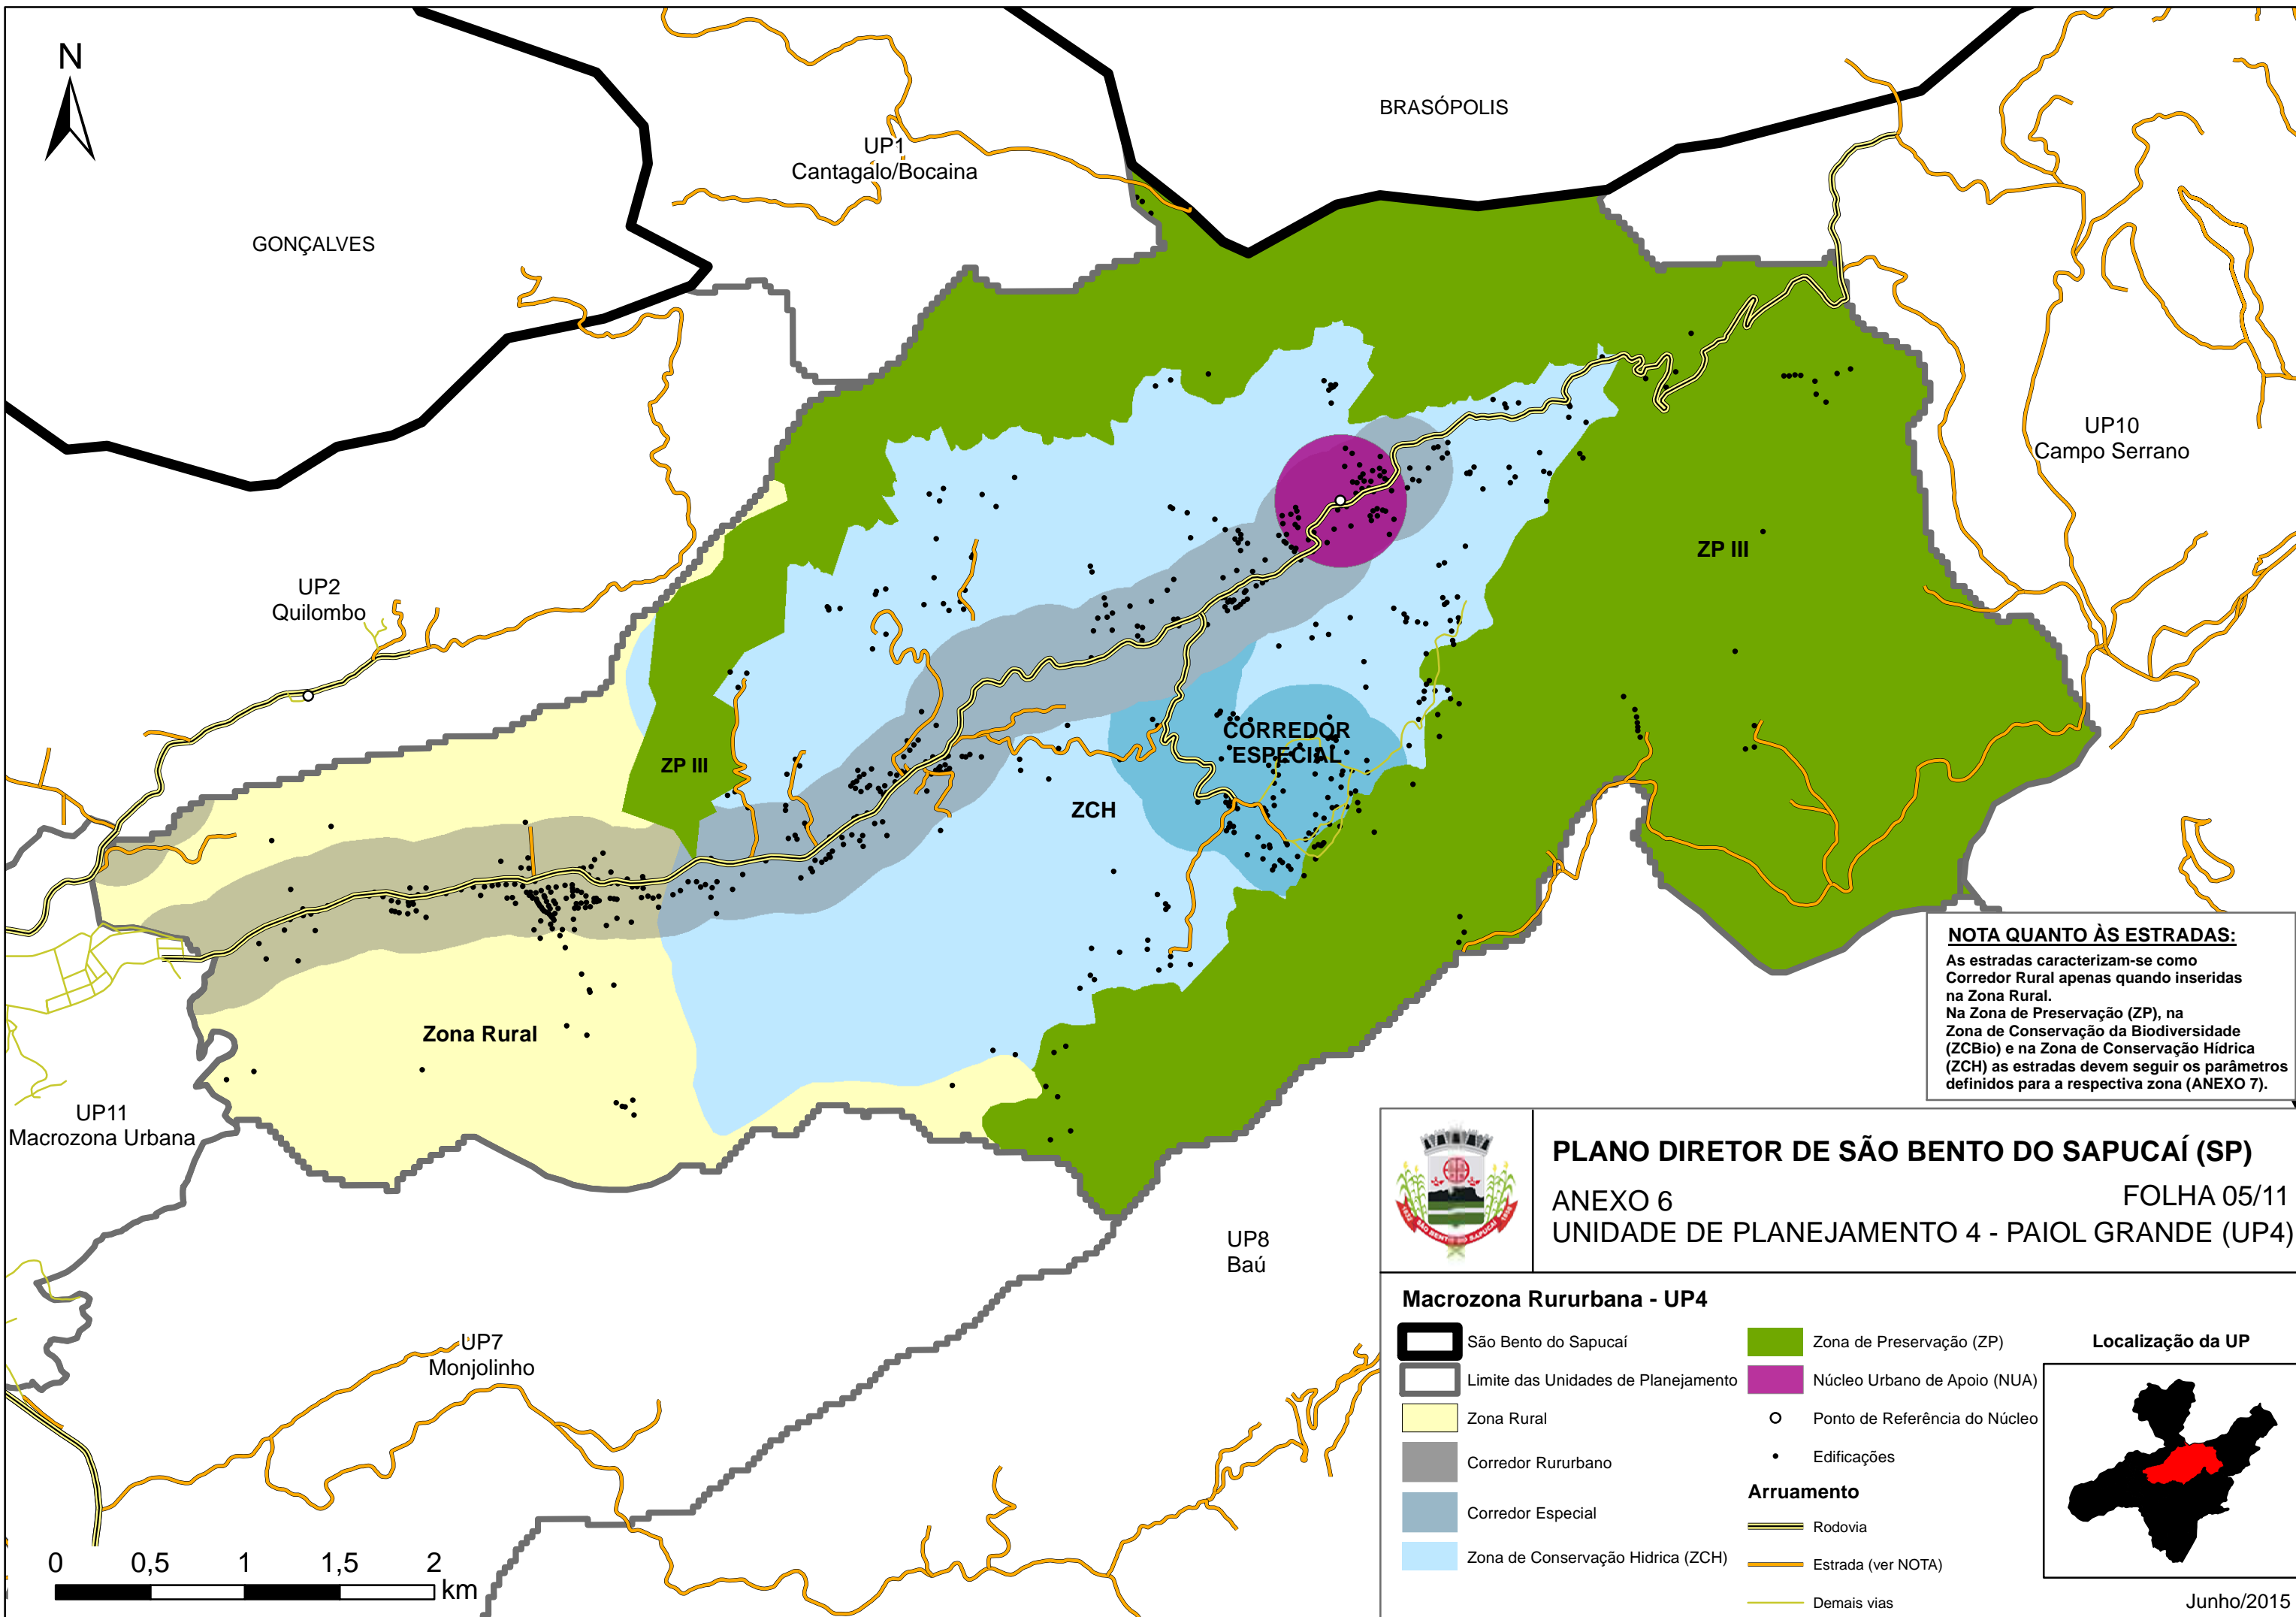 N
BRASÓPOLIS
UP1
Cantagalo/Bocaina
GONÇALVES
UP10
Campo Serrano
ZP III
UP2
Quilombo
CORREDOR
ESPECIAL
ZP III
ZCH
Zona Rural
UP11
Macrozona Urbana
UP8
Baú
UP7
Monjolinho
0 0,5 1 1,5 2
km
NOTA QUANTO ÀS ESTRADAS:
As estradas caracterizam-se como
Corredor Rural apenas quando inseridas
na Zona Rural.
Na Zona de Preservação (ZP), na
Zona de Conservação da Biodiversidade
(ZCBio) e na Zona de Conservação Hídrica
(ZCH) as estradas devem seguir os parâmetros
definidos para a respectiva zona (ANEXO 7).
PLANO DIRETOR DE SÃO BENTO DO SAPUCAÍ (SP)
ANEXO 6 FOLHA 05/11
UNIDADE DE PLANEJAMENTO 4 - PAIOL GRANDE (UP4)
SÃO BENTO DO SAPUCAÍ
Macrozona Rururbana - UP4
São Bento do Sapucaí
Limite das Unidades de Planejamento
Zona Rural
Corredor Rururbano
Corredor Especial
Zona de Conservação Hidrica (ZCH)
Zona de Preservação (ZP)
Núcleo Urbano de Apoio (NUA)
Ponto de Referência do Núcleo
Edificações
Arruamento
Rodovia
Estrada (ver NOTA)
Demais vias
Localização da UP
Junho/2015